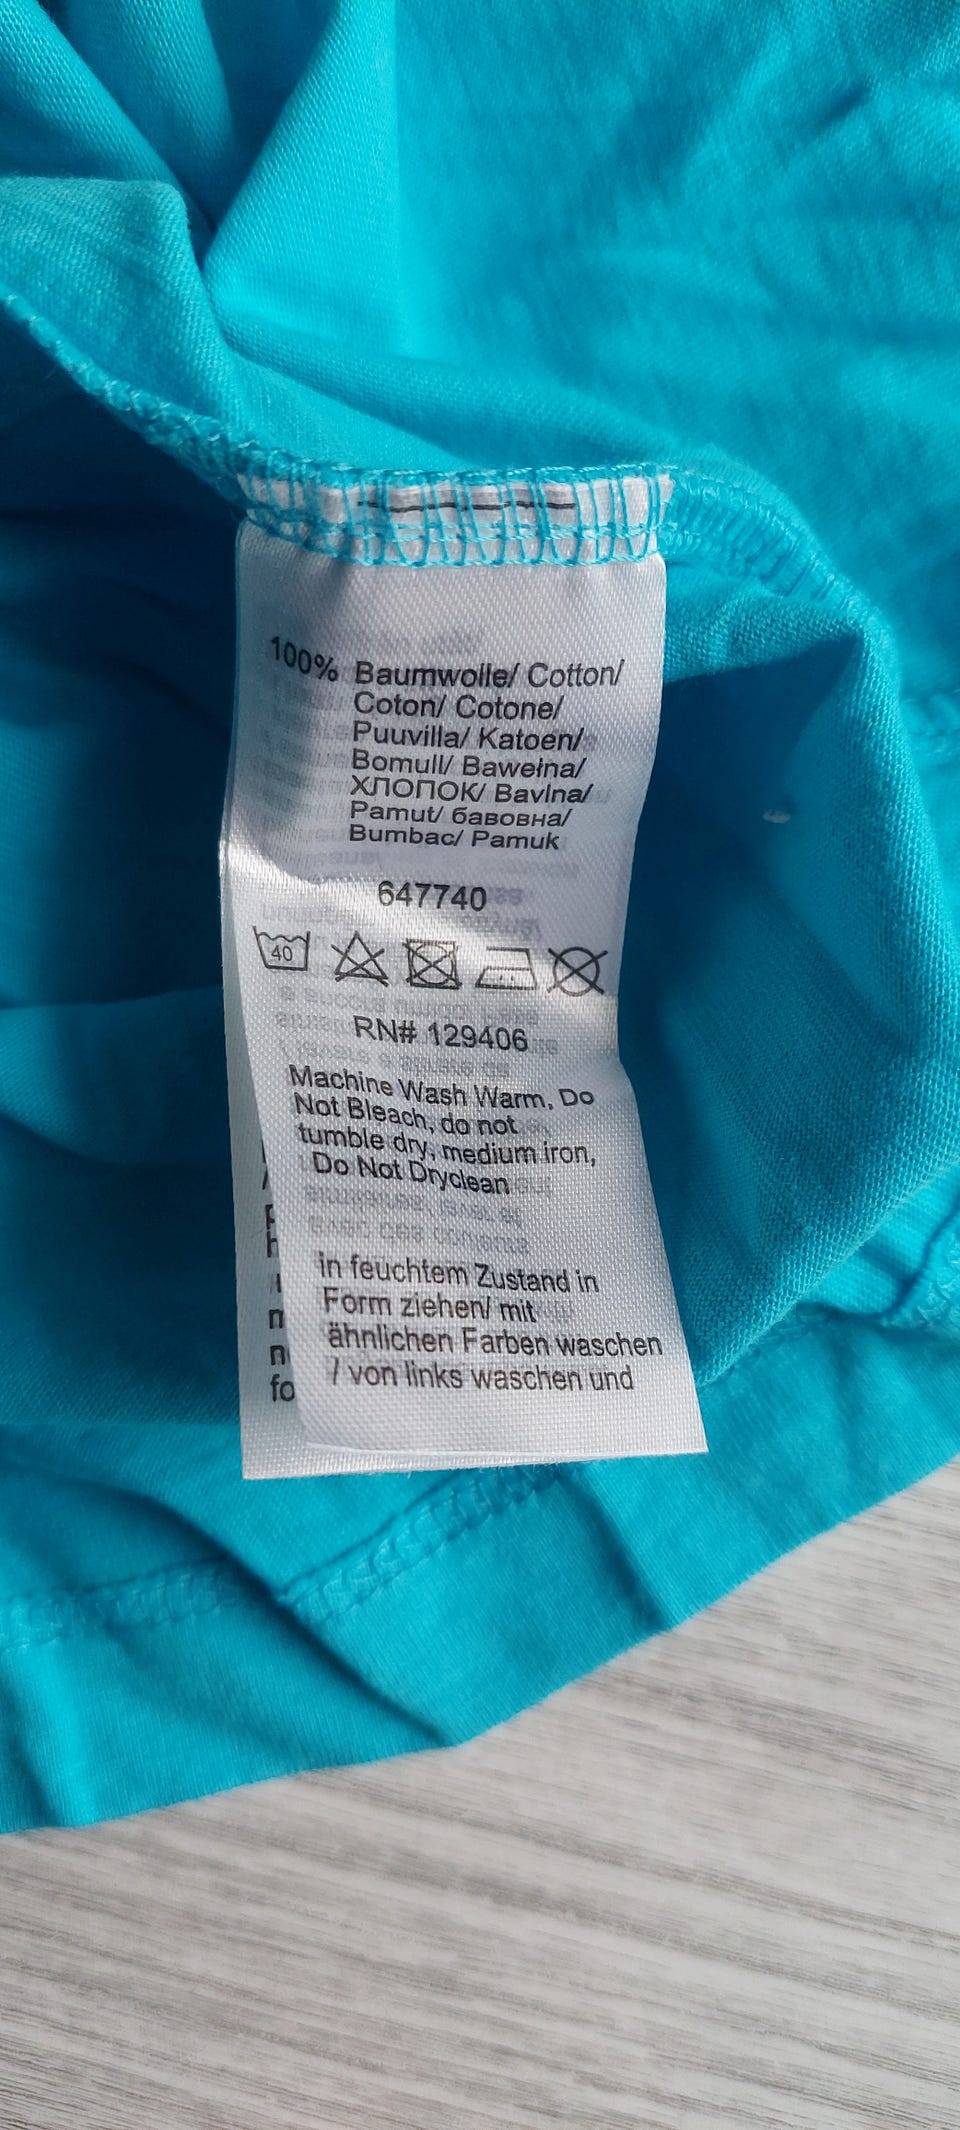 100% Baumwolle/ Cotton/
Coton/ Cotone/
Puuvilla/ Katoen/
Bomull/ Bawełna/
ХЛОПОК/ Bavlna/
Pamut/ бавовна/
Bumbac/ Pamuk
647740
40
RN# 129406
Machine Wash Warm, Do
Not Bleach, do not
tumble dry, medium iron,
Do Not Dryclean
in feuchtem Zustand in
Form ziehen/ mit
ähnlichen Farben waschen
/ von links waschen und